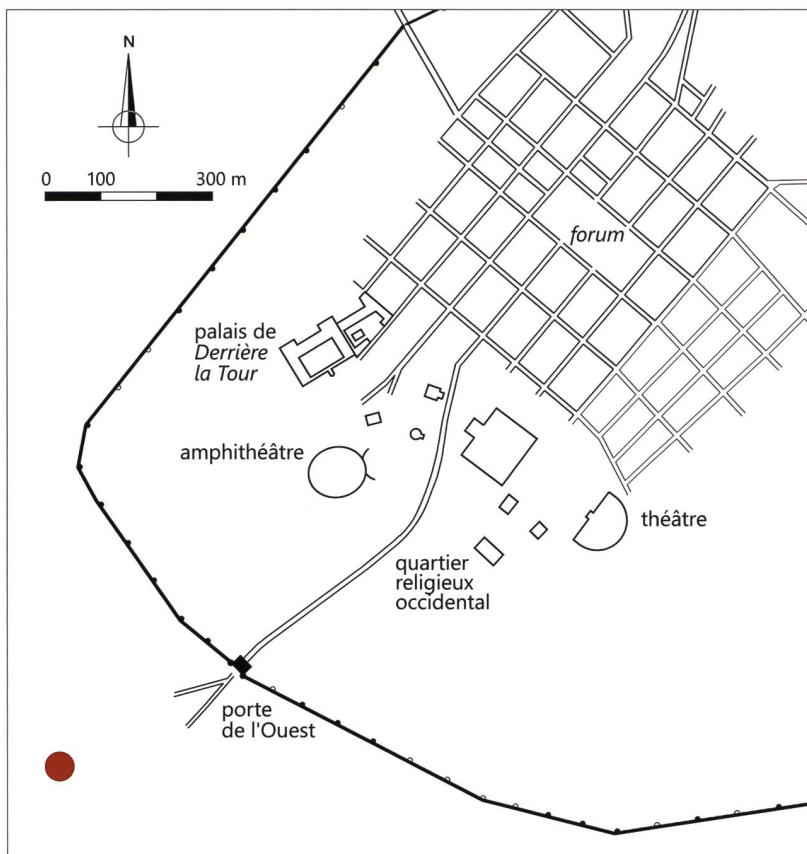 N
0 100 300 m
forum
palais de
Derrière
la Tour
amphithéâtre
théâtre
quartier
religieux
occidental
porte
de l'Ouest